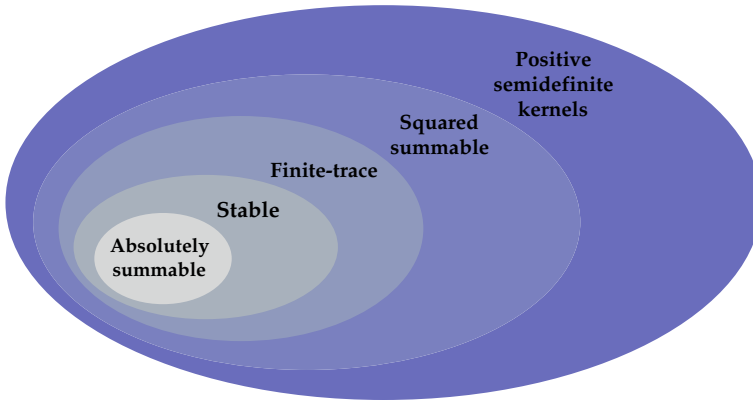 Positive
semidefinite
kernels
Squared
summable
Finite-trace
Stable
Absolutely
summable